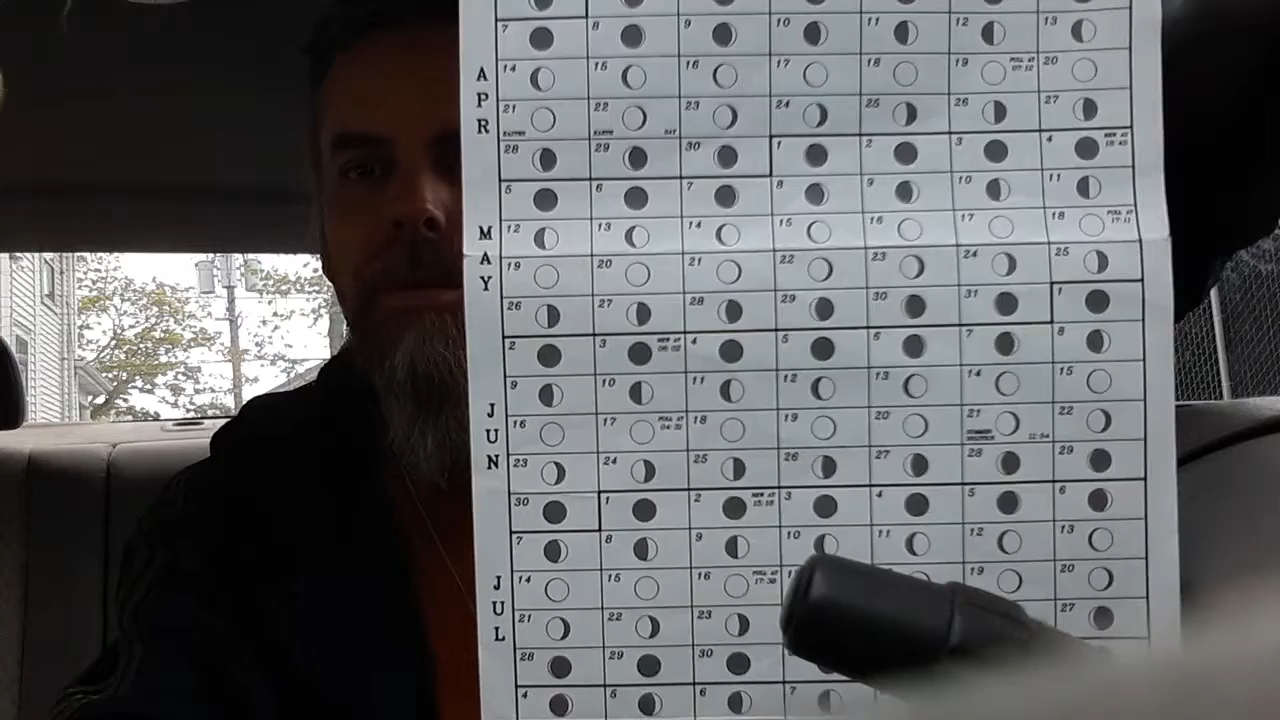 7 8 9 10 11 12 13
APR
14 15 16 17 18 19 FULL AT 07:12 20
21 EASTER 22 EARTH DAY 23 24 25 26 27
28 29 30 1 2 3 4 NEW AT 18:45
5 6 7 8 9 10 11
MAY
12 13 14 15 16 17 18 FULL AT 17:11
19 20 21 22 23 24 25
26 27 28 29 30 31 1
2 3 NEW AT 06:02 4 5 6 7 8
9 10 11 12 13 14 15
JUN
16 17 FULL AT 04:31 18 19 20 21 SUMMER SOLSTICE 11:54 22
23 24 25 26 27 28 29
30 1 2 NEW AT 15:16 3 4 5 6
7 8 9 10 11 12 13
JUL
14 15 16 FULL AT 17:38 19 20
21 22 23 27
28 29 30
4 5 6 7